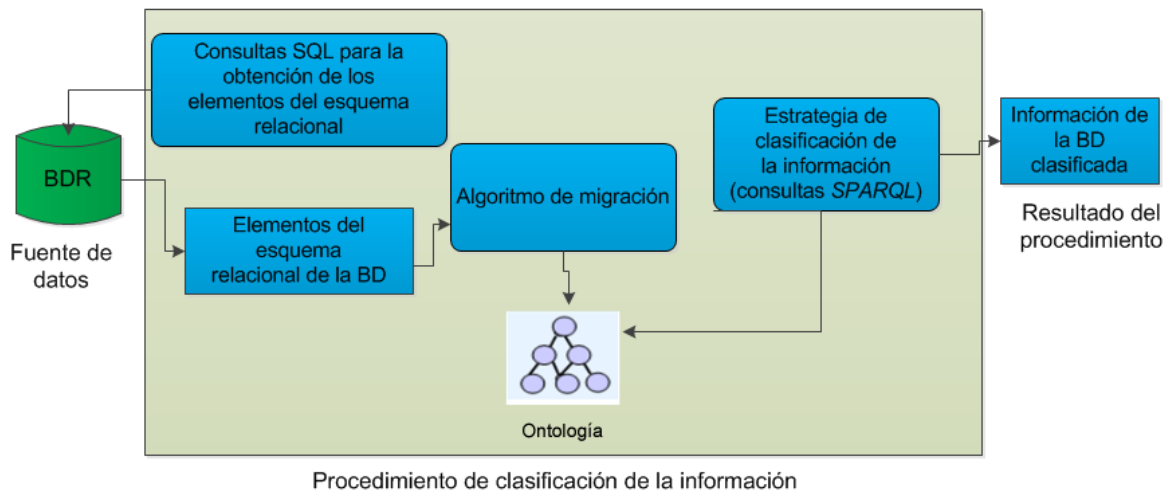 Consultas SQL para la
obtención de los
elementos del esquema
relacional
BDR
Fuente de
datos
Elementos del
esquema
relacional de la BD
Algoritmo de migración
Ontología
Estrategia de
clasificación de
la información
(consultas SPARQL)
Información de
la BD
clasificada
Resultado del
procedimiento
Procedimiento de clasificación de la información